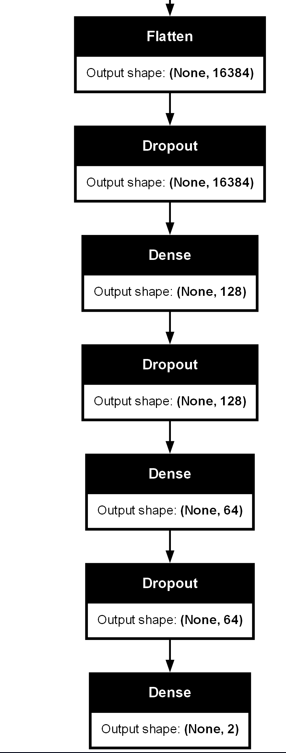 Flatten
Output shape: (None, 16384)
Dropout
Output shape: (None, 16384)
Dense
Output shape: (None, 128)
Dropout
Output shape: (None, 128)
Dense
Output shape: (None, 64)
Dropout
Output shape: (None, 64)
Dense
Output shape: (None, 2)